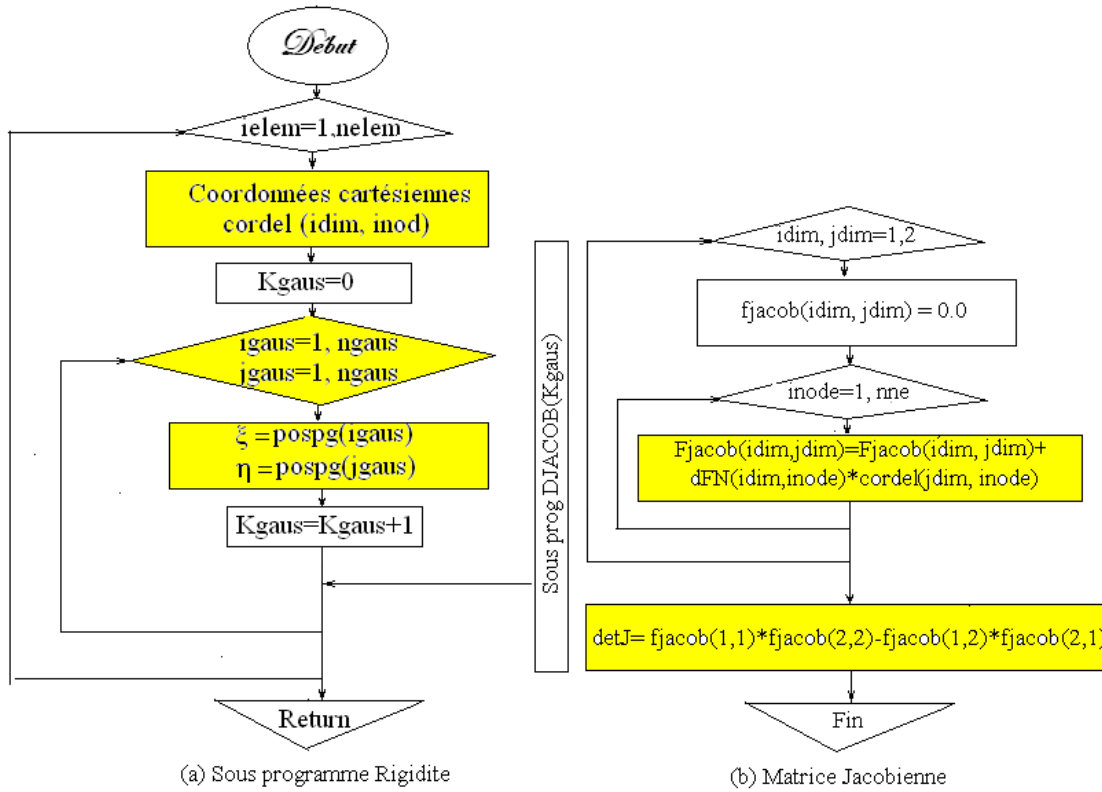 Début
ielem=1,nelem
Coordonnées cartésiennes
cordel (idim, inod)
Kgaus=0
igaus=1, ngaus
jgaus=1, ngaus
ξ =pospg(igaus)
η =pospg(jgaus)
Kgaus=Kgaus+1
Return
(a) Sous programme Rigidite
Sous prog DJACOB(Kgaus)
idim, jdim=1,2
fjacob(idim, jdim) = 0.0
inode=1, nne
Fjacob(idim,jdim)=Fjacob(idim, jdim)+
dFN(idim,inode)*cordel(jdim, inode)
detJ= fjacob(1,1)*fjacob(2,2)-fjacob(1,2)*fjacob(2,1)
Fin
(b) Matrice Jacobienne